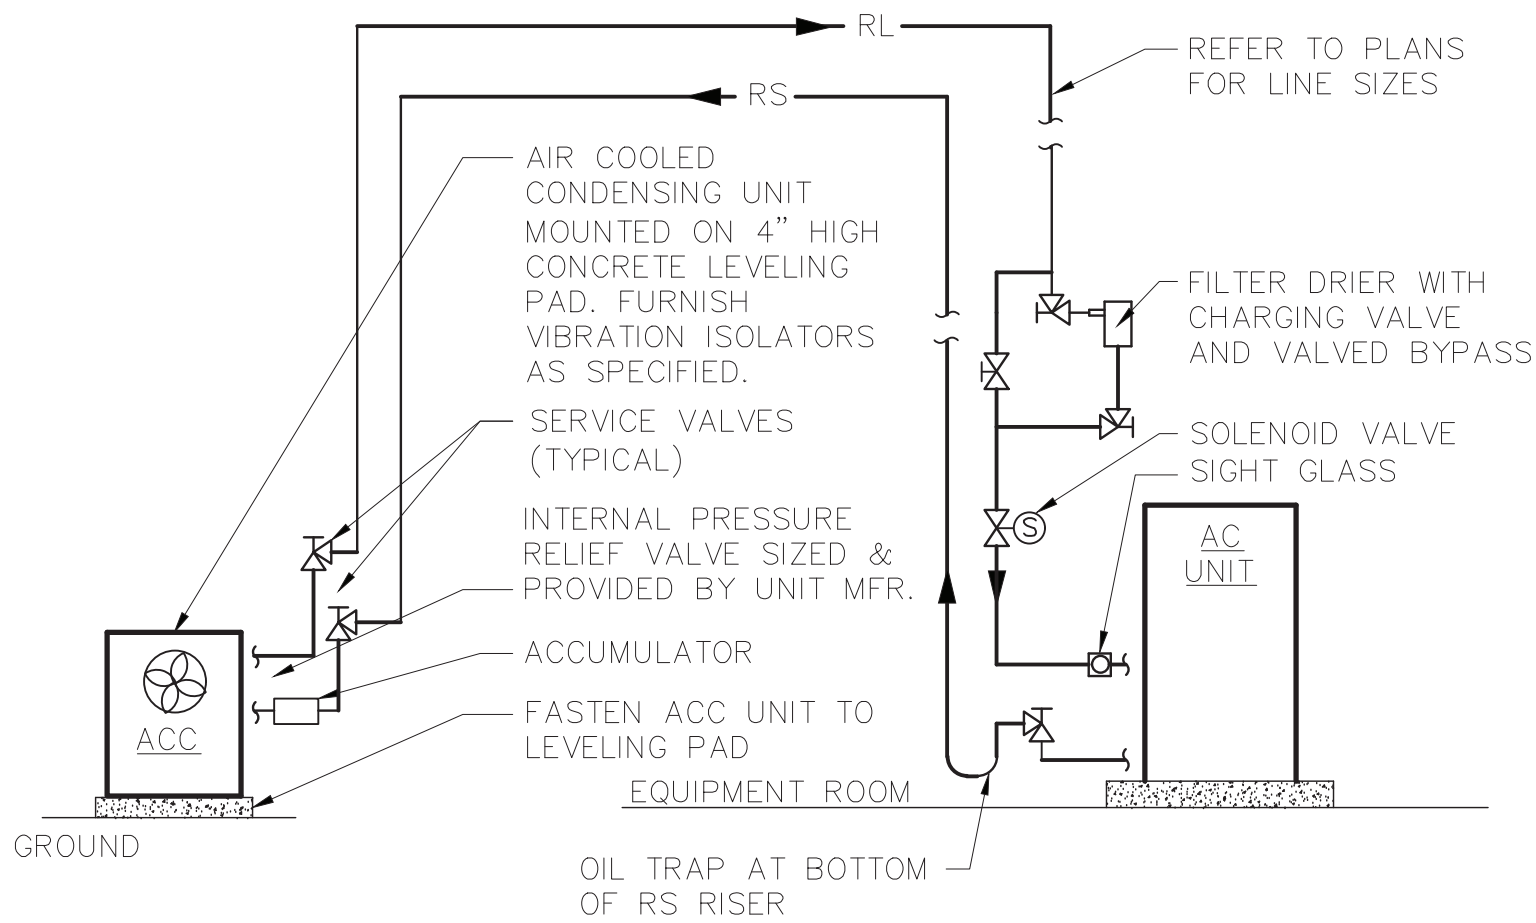 RL
REFER TO PLANS
FOR LINE SIZES
RS
AIR COOLED
CONDENSING UNIT
MOUNTED ON 4” HIGH
CONCRETE LEVELING
PAD. FURNISH
VIBRATION ISOLATORS
AS SPECIFIED.
FILTER DRIER WITH
CHARGING VALVE
AND VALVED BYPASS
SERVICE VALVES
(TYPICAL)
SOLENOID VALVE
SIGHT GLASS
INTERNAL PRESSURE
RELIEF VALVE SIZED &
PROVIDED BY UNIT MFR.
S
AC
UNIT
ACCUMULATOR
FASTEN ACC UNIT TO
LEVELING PAD
ACC
EQUIPMENT ROOM
GROUND
OIL TRAP AT BOTTOM
OF RS RISER